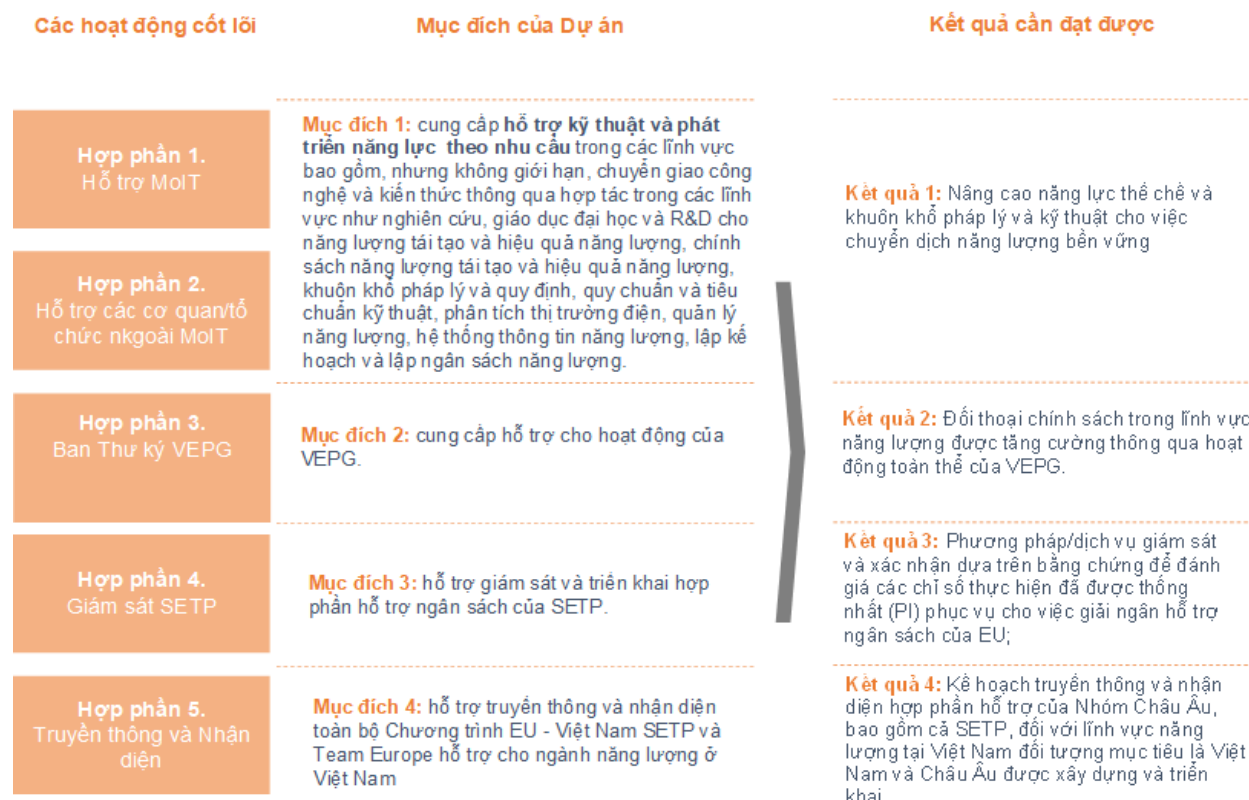 Các hoạt động cốt lõi
Mục đích của Dự án
Kết quả cần đạt được
Hợp phần 1.
Hỗ trợ MoIT
Hợp phần 2.
Hỗ trợ các cơ quan/tổ
chức nkgoài MoIT
Mục đích 1: cung cấp hỗ trợ kỹ thuật và phát
triển năng lực theo nhu cầu trong các lĩnh vực
bao gồm, nhưng không giới hạn, chuyển giao công
nghệ và kiến thức thông qua hợp tác trong các lĩnh
vực như nghiên cứu, giáo dục đại học và R&D cho
năng lượng tái tạo và hiệu quả năng lượng, chính
sách năng lượng tái tạo và hiệu quả năng lượng,
khuôn khổ pháp lý và quy định, quy chuẩn và tiêu
chuẩn kỹ thuật, phân tích thị trường điện, quản lý
năng lượng, hệ thống thông tin năng lượng, lập kế
hoạch và lập ngân sách năng lượng.
Kết quả 1: Nâng cao năng lực thể chế và
khuôn khổ pháp lý và kỹ thuật cho việc
chuyển dịch năng lượng bền vững
Hợp phần 3.
Ban Thư ký VEPG
Mục đích 2: cung cấp hỗ trợ cho hoạt động của
VEPG.
Kết quả 2: Đối thoại chính sách trong lĩnh vực
năng lượng được tăng cường thông qua hoạt
động toàn thể của VEPG.
Hợp phần 4.
Giám sát SETP
Mục đích 3: hỗ trợ giám sát và triển khai hợp
phần hỗ trợ ngân sách của SETP.
Kết quả 3: Phương pháp/dịch vụ giám sát
và xác nhận dựa trên bằng chứng để đánh
giá các chỉ số thực hiện đã được thống
nhất (PI) phục vụ cho việc giải ngân hỗ trợ
ngân sách của EU;
Hợp phần 5.
Truyền thông và Nhận
diện
Mục đích 4: hỗ trợ truyền thông và nhận diện
toàn bộ Chương trình EU - Việt Nam SETP và
Team Europe hỗ trợ cho ngành năng lượng ở
Việt Nam
Kết quả 4: Kế hoạch truyền thông và nhận
diện hợp phần hỗ trợ của Nhóm Châu Âu,
bao gồm cả SETP, đối với lĩnh vực năng
lượng tại Việt Nam đối tượng mục tiêu là Việt
Nam và Châu Âu được xây dựng và triển
khai